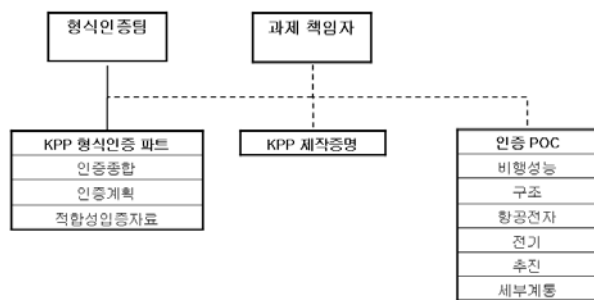 형식인증팀
과제 책임자
KPP 형식인증 파트
인증종합
인증계획
적합성입증자료
KPP 제작증명
인증 POC
비행성능
구조
항공전자
전기
추진
세부계통